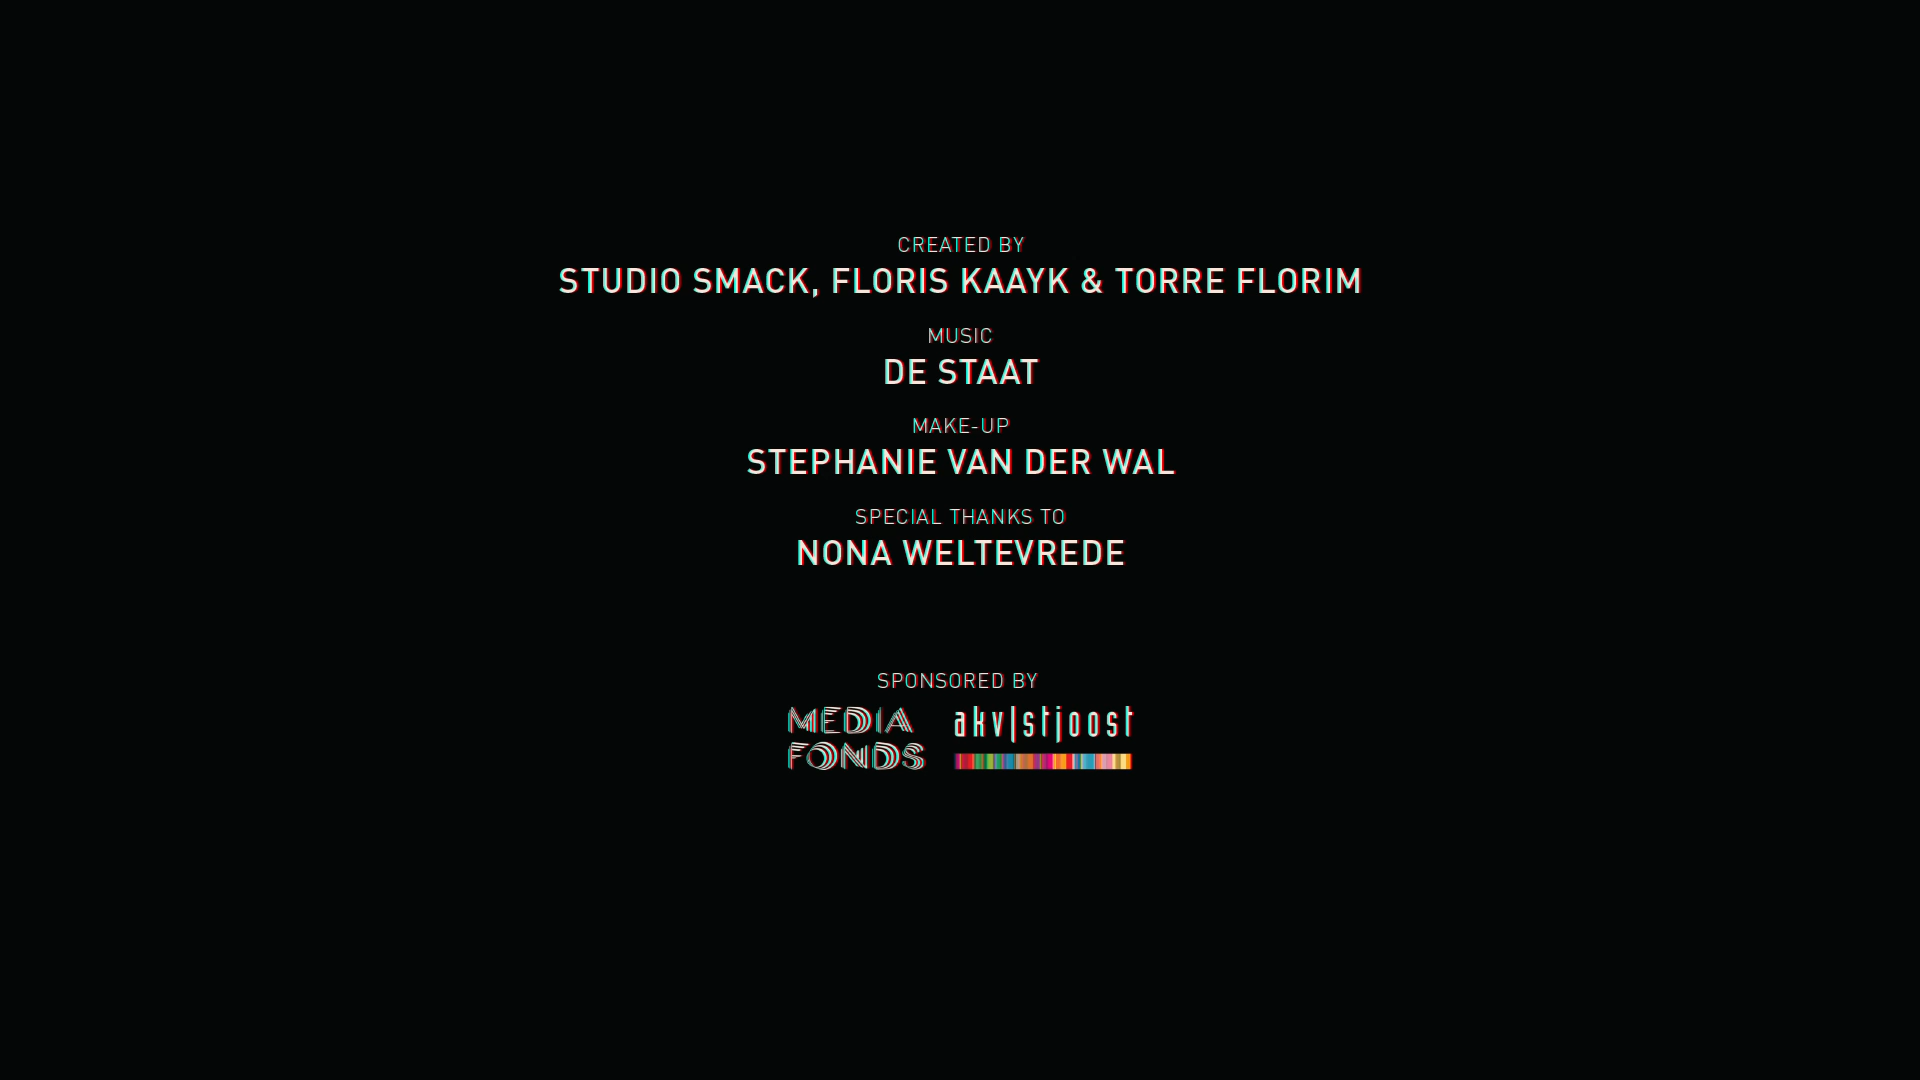 CREATED BY
STUDIO SMACK, FLORIS KAAYK & TORRE FLORIM
MUSIC
DE STAAT
MAKE-UP
STEPHANIE VAN DER WAL
SPECIAL THANKS TO
NONA WELTEVREDE
SPONSORED BY
MEDIA
FONDS
akv|stjoost